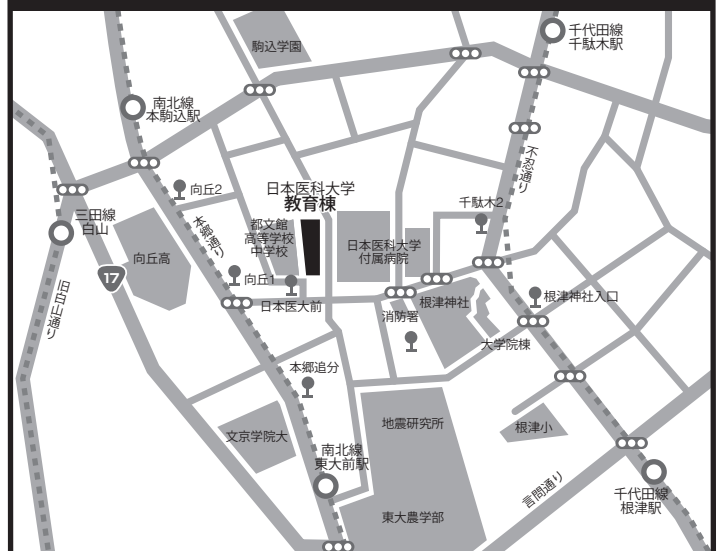 千代田線
千駄木駅
駒込学園
南北線
本駒込駅
不忍通り
向丘2
日本医科大学
教育棟
千駄木2
三田線
白山
本郷通り
都文館
高等学校
中学校
日本医科大学
付属病院
向丘高
17
向丘1
旧白山通り
日本医大前
根津神社
根津神社入口
消防署
大学院棟
本郷追分
地震研究所
根津小
文京学院大
南北線
東大前駅
言問通り
千代田線
根津駅
東大農学部